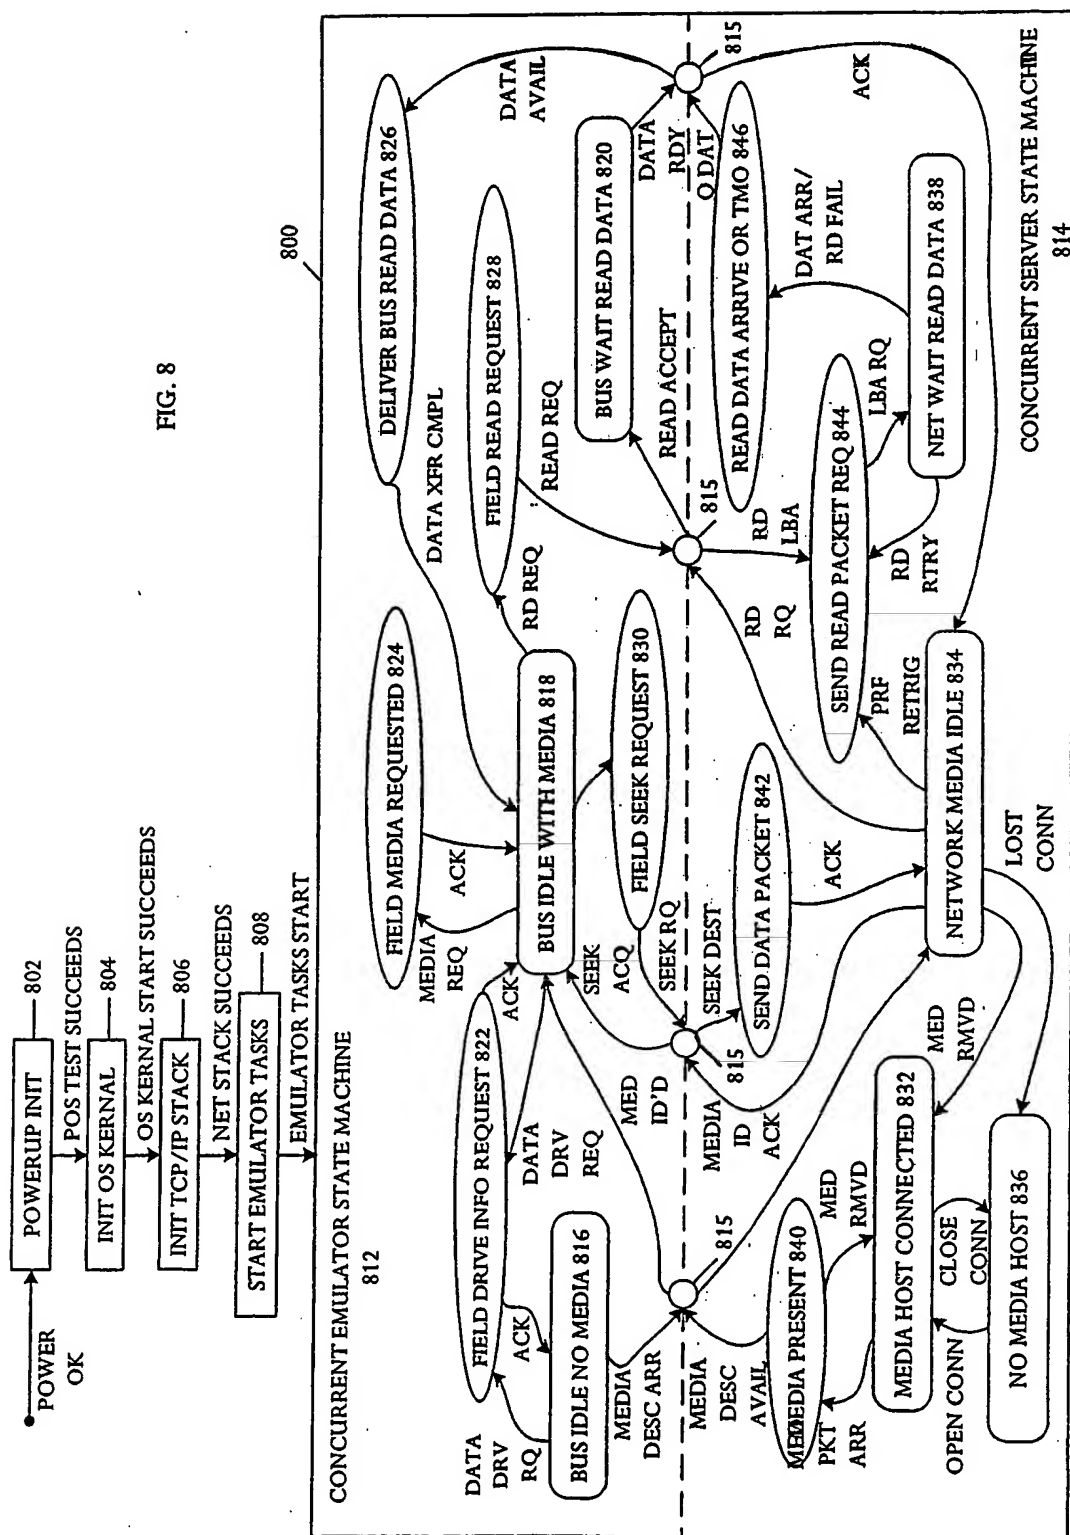 FIG. 8
800
POWER
OK
POWERUP INIT
802
POS TEST SUCCEEDS
INIT OS KERNAL
804
OS KERNAL START SUCCEEDS
INIT TCP/IP STACK
806
NET STACK SUCCEEDS
START EMULATOR TASKS
808
EMULATOR TASKS START
CONCURRENT EMULATOR STATE MACHINE
812
FIELD MEDIA REQUESTED 824
DELIVER BUS READ DATA 826
MEDIA
REQ
ACK
DATA XFR CMPL
DATA
AVAIL
FIELD DRIVE INFO REQUEST 822
ACK
FIELD READ REQUEST 828
RD REQ
DATA
DRV
RQ
ACK
DATA
DRV
REQ
BUS IDLE WITH MEDIA 818
READ REQ
BUS IDLE NO MEDIA 816
SEEK
ACQ
FIELD SEEK REQUEST 830
BUS WAIT READ DATA 820
MEDIA
DESC ARR
MED
ID'D
SEEK RQ
READ ACCEPT
DATA
RDY
815
815
815
815
MEDIA
DESC
AVAIL
MEDIA
ID
ACK
SEEK DEST
RD
RQ
RD
LBA
Q DAT
ACK
SEND DATA PACKET 842
READ DATA ARRIVE OR TMO 846
MEDIA PRESENT 840
MED
RMVD
ACK
SEND READ PACKET REQ 844
DAT ARR/
RD FAIL
PKT
ARR
PRF
RETRIG
LBA RQ
MEDIA HOST CONNECTED 832
NETWORK MEDIA IDLE 834
RD
RTRY
NET WAIT READ DATA 838
OPEN CONN
CLOSE
CONN
MED
RMVD
LOST
CONN
NO MEDIA HOST 836
CONCURRENT SERVER STATE MACHINE
814